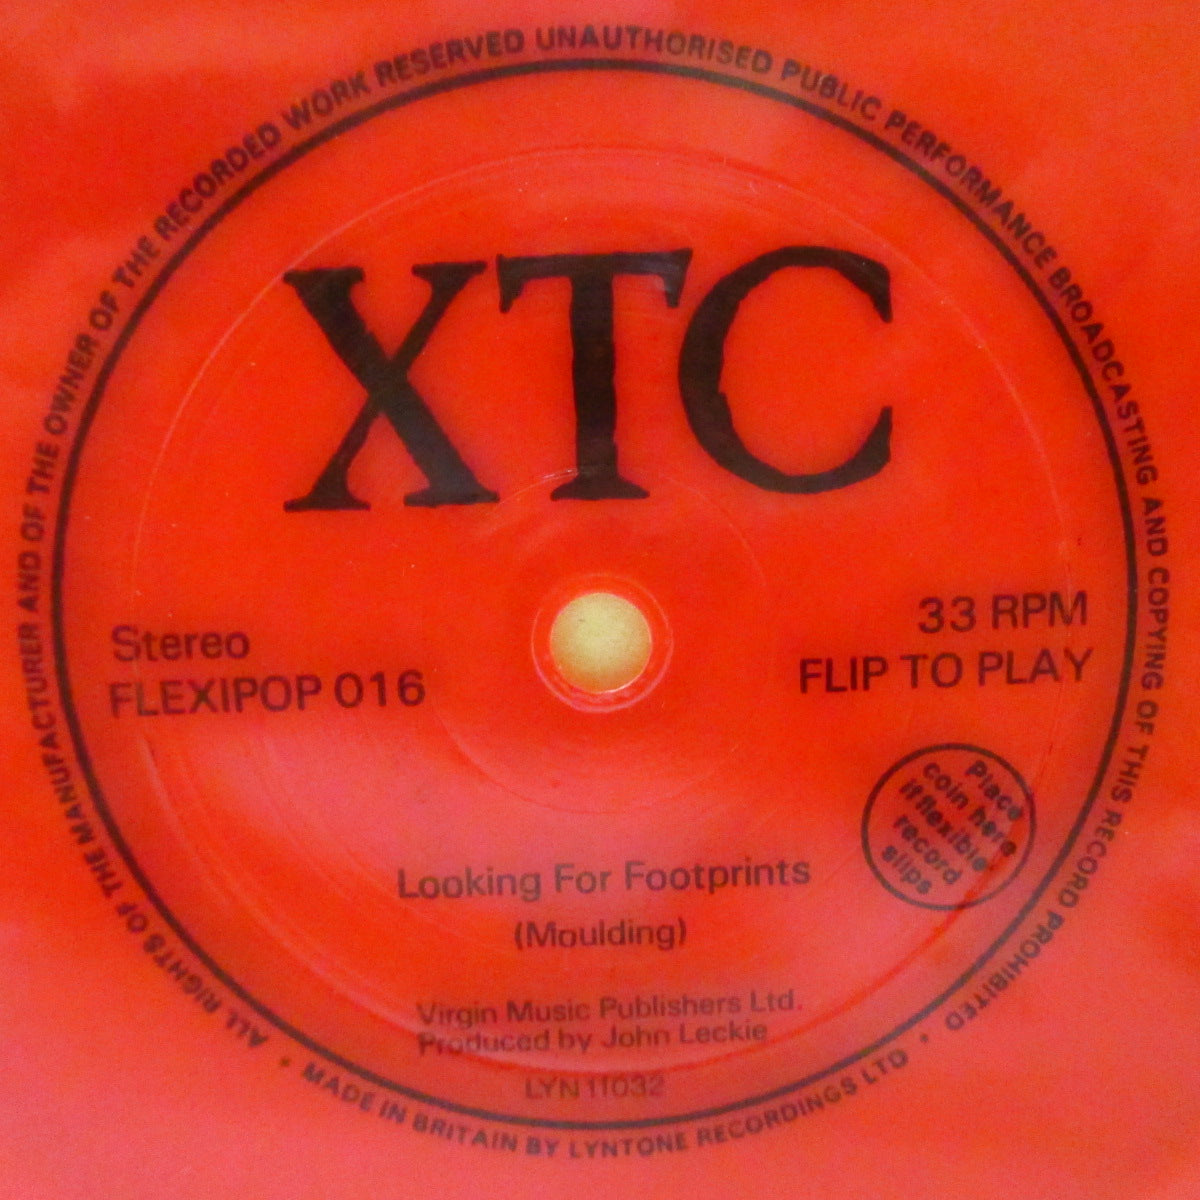 ALL RIGHTS OF THE MANUFACTURER AND OF THE OWNER OF THE RECORDED WORK RESERVED UNAUTHORISED PUBLIC PERFORMANCE BROADCASTING AND COPYING OF THIS RECORD PROHIBITED •
XTC
Stereo
FLEXIPOP 016
33 RPM
FLIP TO PLAY
Place
coin here
if flexible
record
slips
Looking For Footprints
(Moulding)
Virgin Music Publishers Ltd.
Produced by John Leckie
LYN 11032
• MADE IN BRITAIN BY LYNTONE RECORDINGS LTD